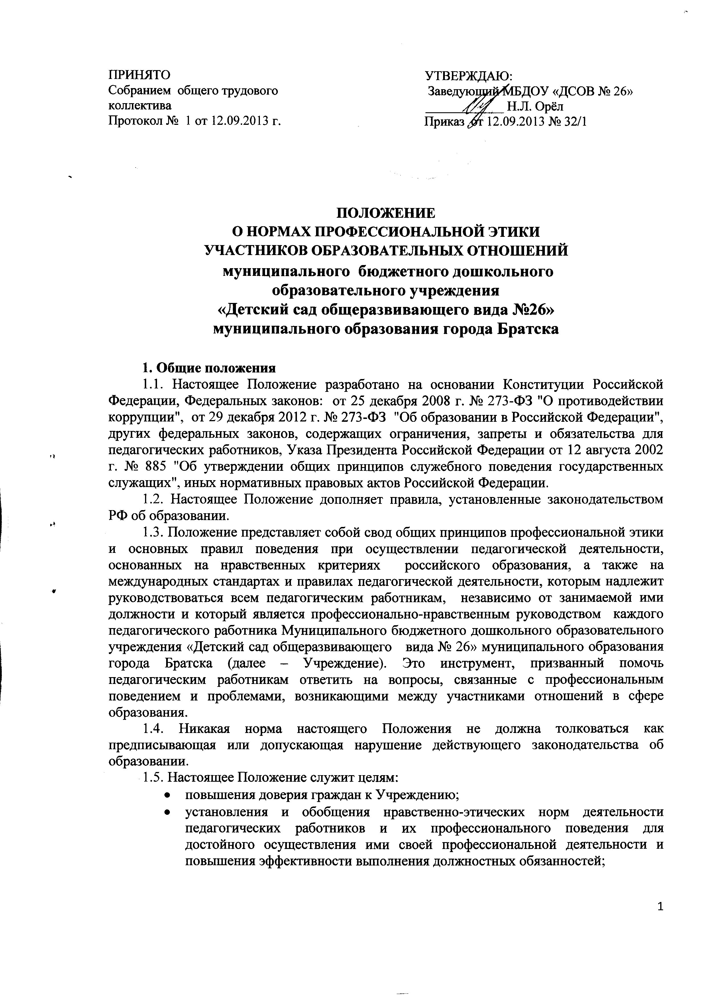 ПРИНЯТО
Собранием общего трудового
коллектива
Протокол № 1 от 12.09.2013 г.
УТВЕРЖДАЮ:
Заведующий МБДОУ «ДСОВ № 26»
____________ Н.Л. Орёл
Приказ от 12.09.2013 № 32/1
ПОЛОЖЕНИЕ
О НОРМАХ ПРОФЕССИОНАЛЬНОЙ ЭТИКИ
УЧАСТНИКОВ ОБРАЗОВАТЕЛЬНЫХ ОТНОШЕНИЙ
муниципального бюджетного дошкольного
образовательного учреждения
«Детский сад общеразвивающего вида №26»
муниципального образования города Братска
1. Общие положения
1.1. Настоящее Положение разработано на основании Конституции Российской
Федерации, Федеральных законов: от 25 декабря 2008 г. № 273-ФЗ "О противодействии
коррупции", от 29 декабря 2012 г. № 273-ФЗ "Об образовании в Российской Федерации",
других федеральных законов, содержащих ограничения, запреты и обязательства для
педагогических работников, Указа Президента Российской Федерации от 12 августа 2002
г. № 885 "Об утверждении общих принципов служебного поведения государственных
служащих", иных нормативных правовых актов Российской Федерации.
1.2. Настоящее Положение дополняет правила, установленные законодательством
РФ об образовании.
1.3. Положение представляет собой свод общих принципов профессиональной этики
и основных правил поведения при осуществлении педагогической деятельности,
основанных на нравственных критериях российского образования, а также на
международных стандартах и правилах педагогической деятельности, которым надлежит
руководствоваться всем педагогическим работникам, независимо от занимаемой ими
должности и который является профессионально-нравственным руководством каждого
педагогического работника Муниципального бюджетного дошкольного образовательного
учреждения «Детский сад общеразвивающего вида № 26» муниципального образования
города Братска (далее – Учреждение). Это инструмент, призванный помочь
педагогическим работникам ответить на вопросы, связанные с профессиональным
поведением и проблемами, возникающими между участниками отношений в сфере
образования.
1.4. Никакая норма настоящего Положения не должна толковаться как
предписывающая или допускающая нарушение действующего законодательства об
образовании.
1.5. Настоящее Положение служит целям:
• повышения доверия граждан к Учреждению;
• установления и обобщения нравственно-этических норм деятельности
педагогических работников и их профессионального поведения для
достойного осуществления ими своей профессиональной деятельности и
повышения эффективности выполнения должностных обязанностей;
1